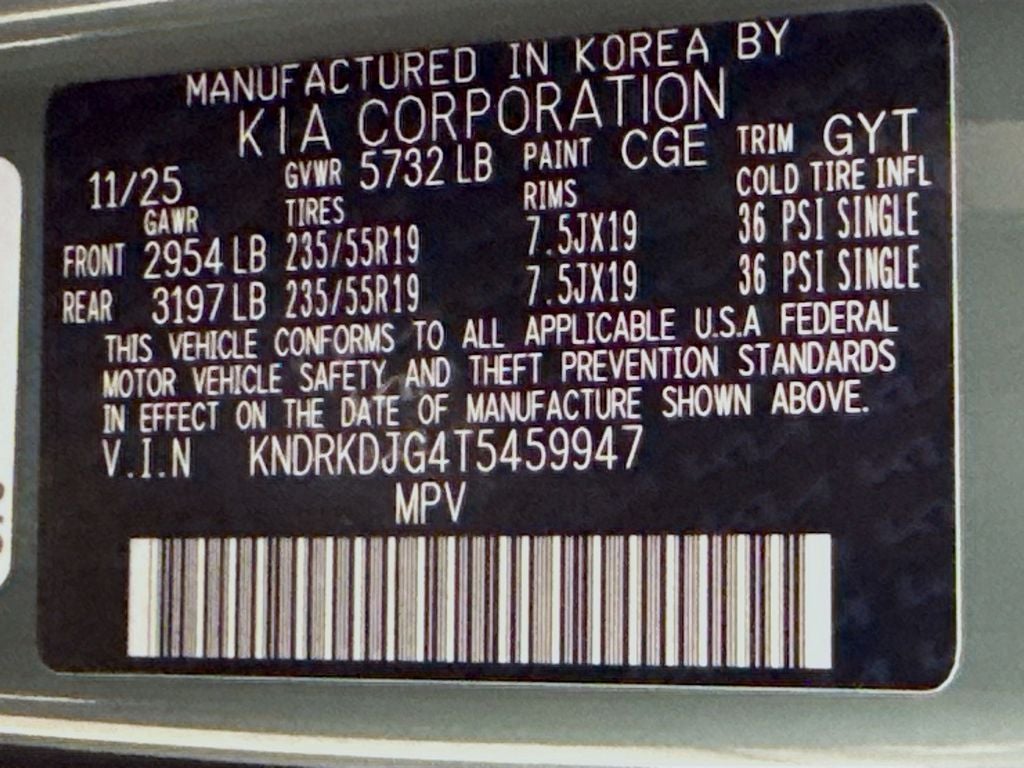 MANUFACTURED IN KOREA BY
KIA CORPORATION
11/25 GVWR 5732 LB PAINT CGE TRIM GYT
GAWR TIRES RIMS COLD TIRE INFL
FRONT 2954 LB 235/55R19 7.5JX19 36 PSI SINGLE
REAR 3197 LB 235/55R19 7.5JX19 36 PSI SINGLE
THIS VEHICLE CONFORMS TO ALL APPLICABLE U.S.A FEDERAL
MOTOR VEHICLE SAFETY AND THEFT PREVENTION STANDARDS
IN EFFECT ON THE DATE OF MANUFACTURE SHOWN ABOVE.
V.I.N KNDRKDJG4T5459947
MPV